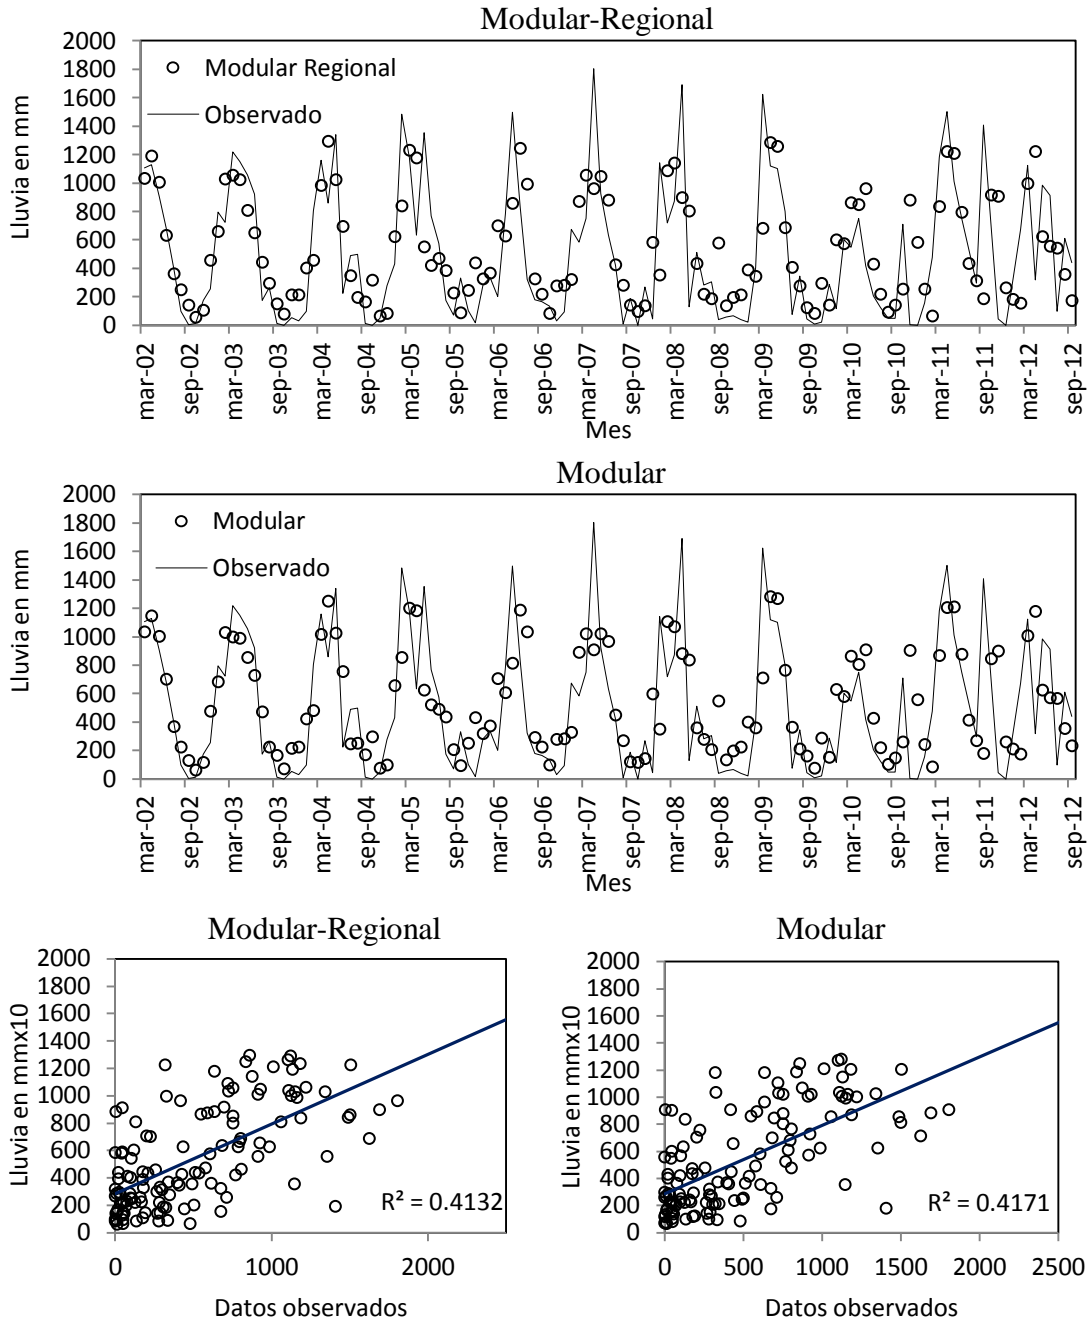 Modular-Regional
2000
1800
1600
1400
1200
1000
800
600
400
200
0
Lluvia en mm
Modular Regional
Observado
mar-02
sep-02
mar-03
sep-03
mar-04
sep-04
mar-05
sep-05
mar-06
sep-06
mar-07
sep-07
mar-08
sep-08
mar-09
sep-09
mar-10
sep-10
mar-11
sep-11
mar-12
sep-12
Mes
Modular
2000
1800
1600
1400
1200
1000
800
600
400
200
0
Lluvia en mm
Modular
Observado
mar-02
sep-02
mar-03
sep-03
mar-04
sep-04
mar-05
sep-05
mar-06
sep-06
mar-07
sep-07
mar-08
sep-08
mar-09
sep-09
mar-10
sep-10
mar-11
sep-11
mar-12
sep-12
Mes
Modular-Regional
2000
1800
1600
1400
1200
1000
800
600
400
200
0
Lluvia en mmx10
R² = 0.4132
0
1000
2000
Datos observados
Modular
2000
1800
1600
1400
1200
1000
800
600
400
200
0
Lluvia en mmx10
R² = 0.4171
0
500
1000
1500
2000
2500
Datos observados